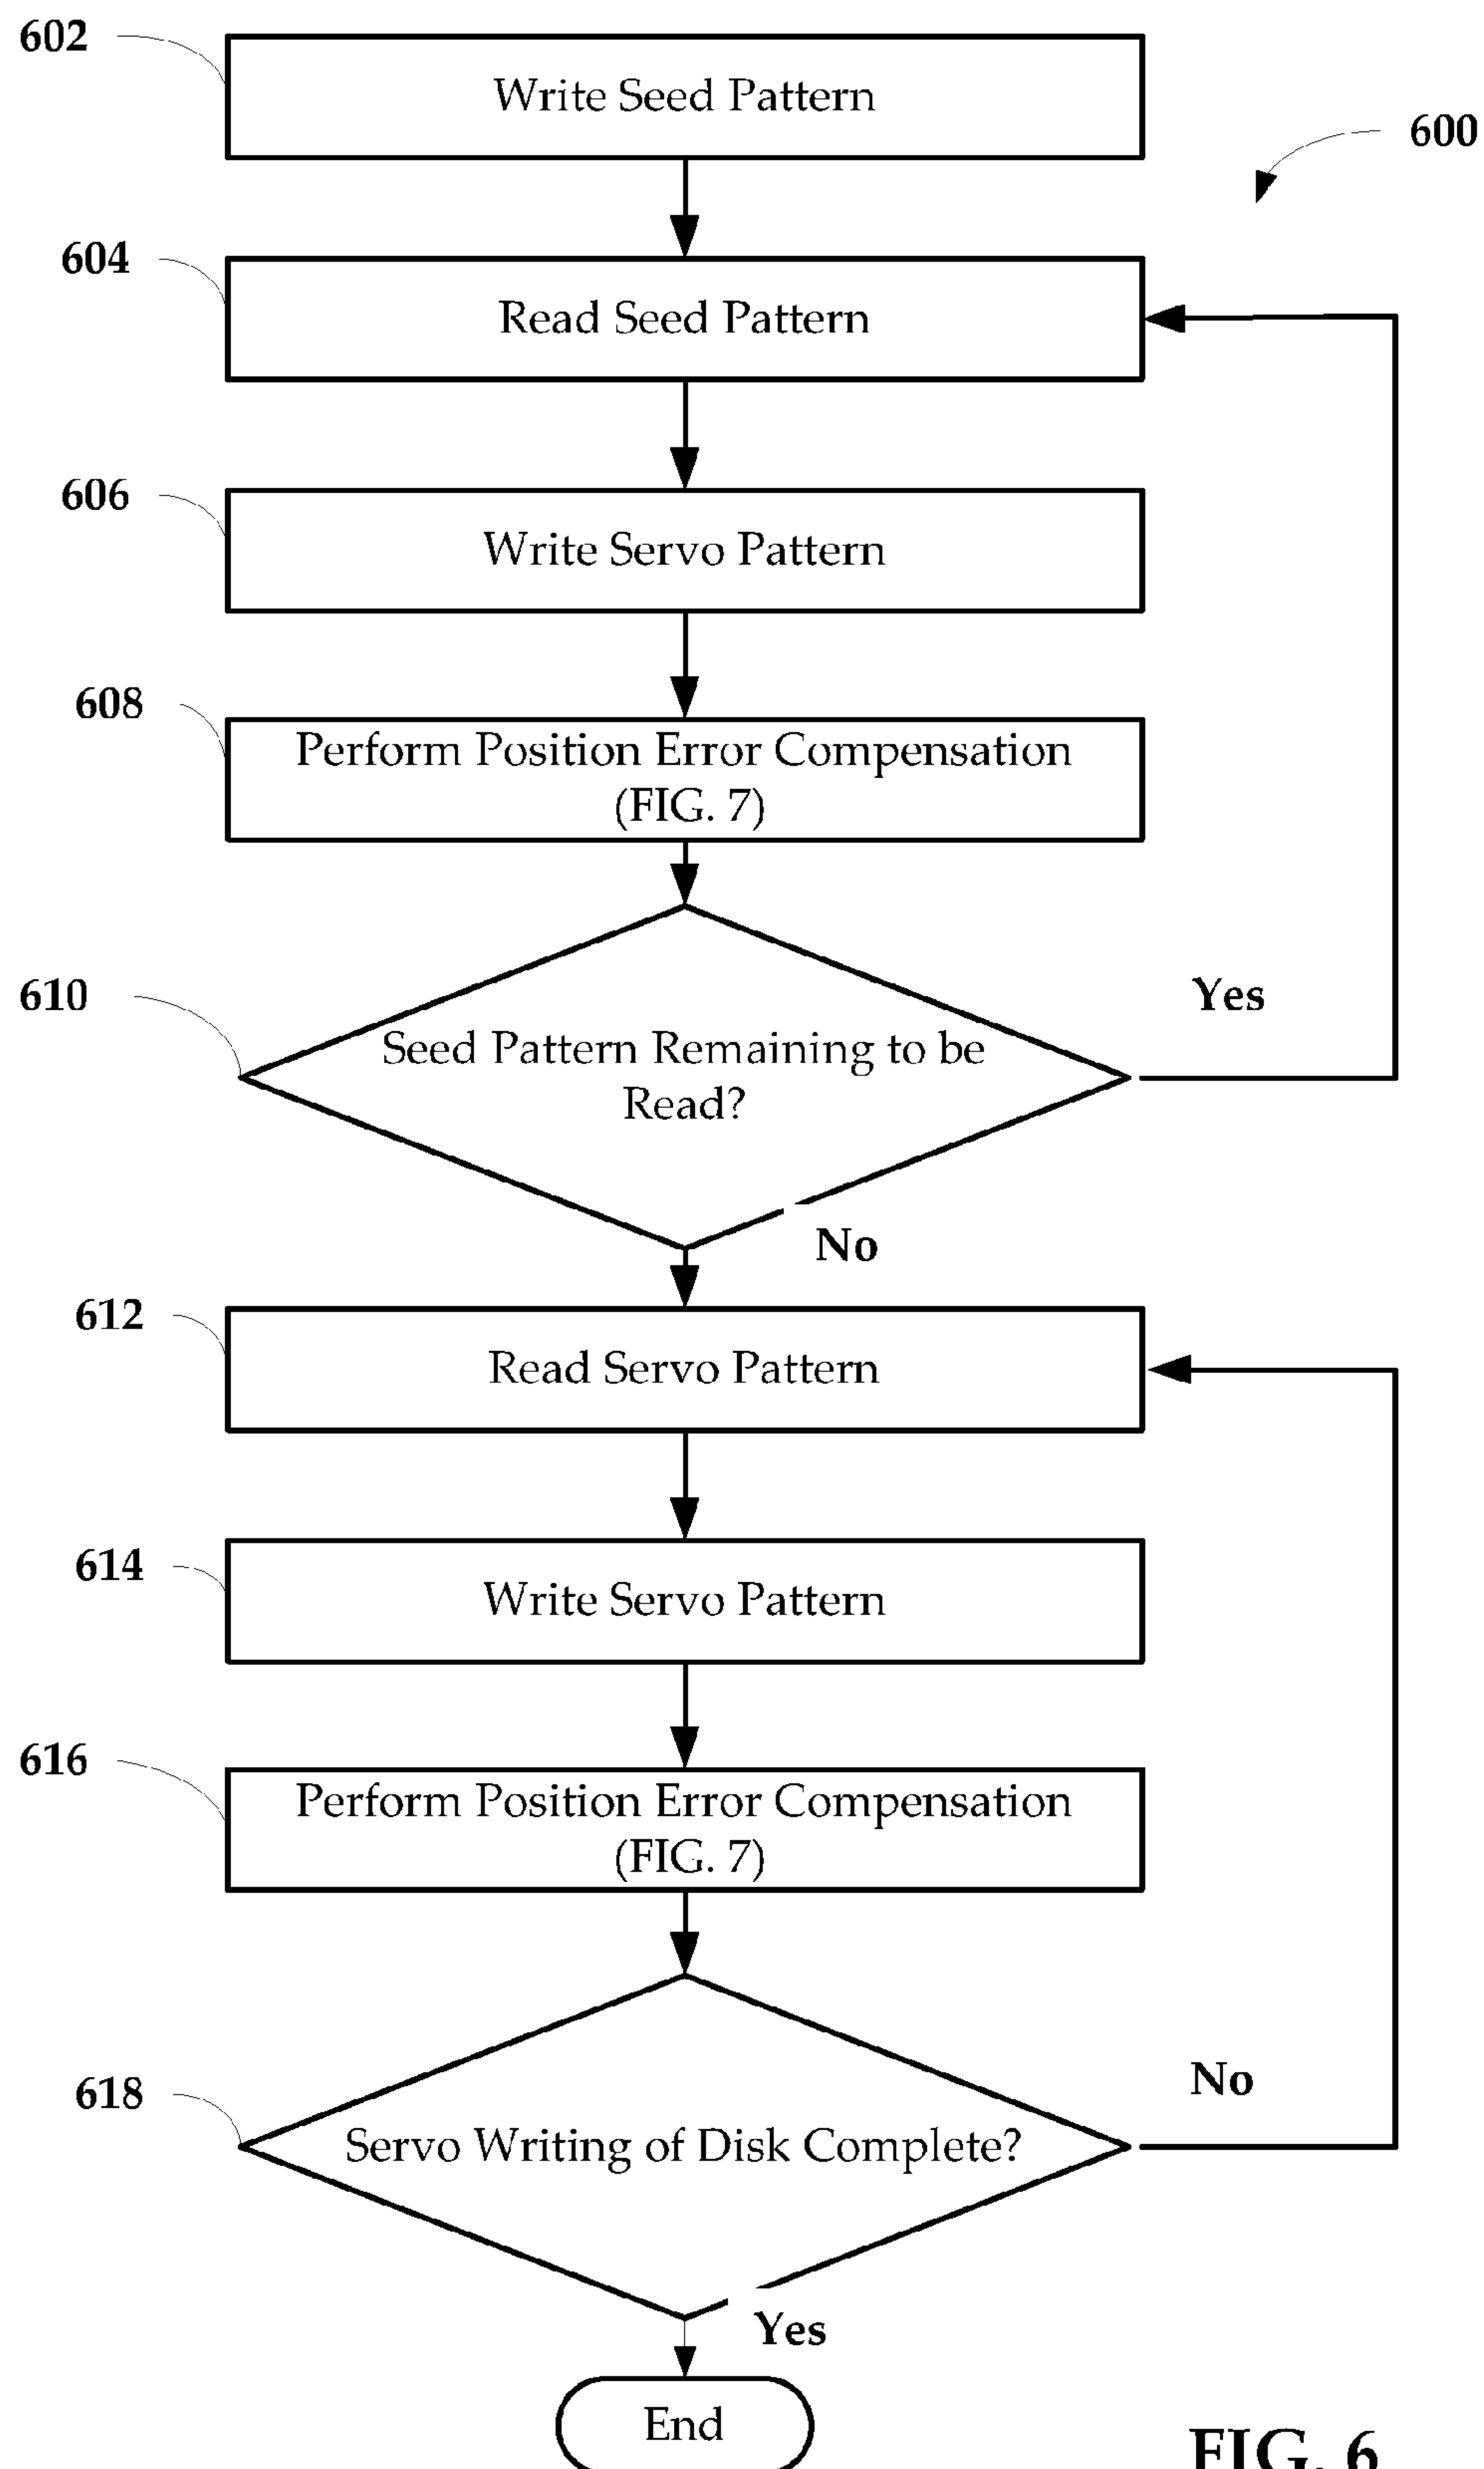 602
Write Seed Pattern
600
604
Read Seed Pattern
606
Write Servo Pattern
608
Perform Position Error Compensation
(FIG. 7)
610
Yes
Seed Pattern Remaining to be
Read?
No
612
Read Servo Pattern
614
Write Servo Pattern
616
Perform Position Error Compensation
(FIG. 7)
618
No
Servo Writing of Disk Complete?
Yes
End
FIG. 6